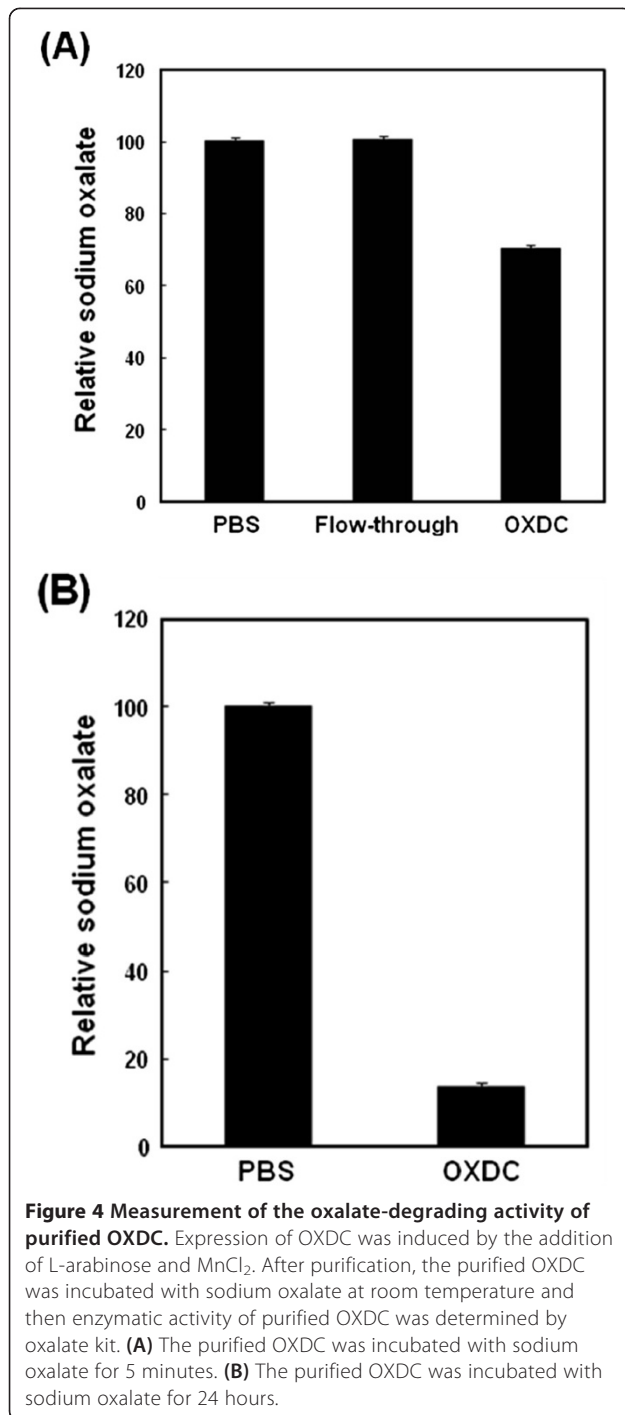 (A)
120
100
80
60
40
20
0
Relative sodium oxalate
PBS Flow-through OXDC
(B)
120
100
80
60
40
20
0
Relative sodium oxalate
PBS OXDC
Figure 4 Measurement of the oxalate-degrading activity of
purified OXDC. Expression of OXDC was induced by the addition
of L-arabinose and MnCl₂. After purification, the purified OXDC
was incubated with sodium oxalate at room temperature and
then enzymatic activity of purified OXDC was determined by
oxalate kit. (A) The purified OXDC was incubated with sodium
oxalate for 5 minutes. (B) The purified OXDC was incubated with
sodium oxalate for 24 hours.